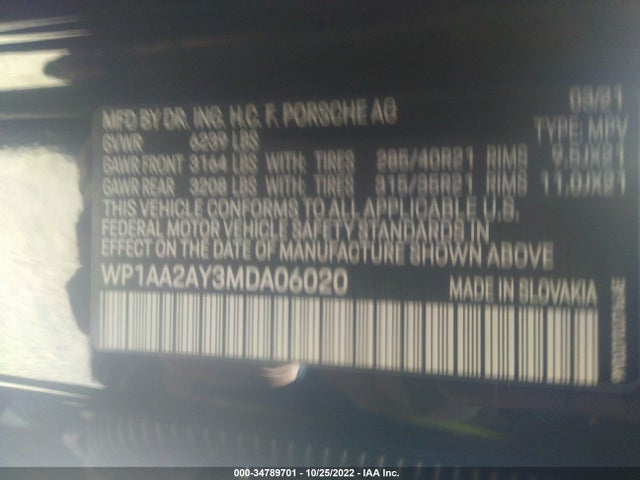 MFD BY DR. ING. H.C. F. PORSCHE AG 03/21
GVWR 6239 LBS TYPE: MPV
GAWR FRONT 3164 LBS WITH: TIRES 285/40R21 RIMS 9.5JX21
GAWR REAR 3208 LBS WITH: TIRES 315/35R21 RIMS 11.0JX21
THIS VEHICLE CONFORMS TO ALL APPLICABLE U.S.
FEDERAL MOTOR VEHICLE SAFETY STANDARDS IN
EFFECT ON THE DATE OF MANUFACTURE SHOWN ABOVE
WP1AA2AY3MDA06020 MADE IN SLOVAKIA
000-34789701 - 10/25/2022 - IAA Inc.